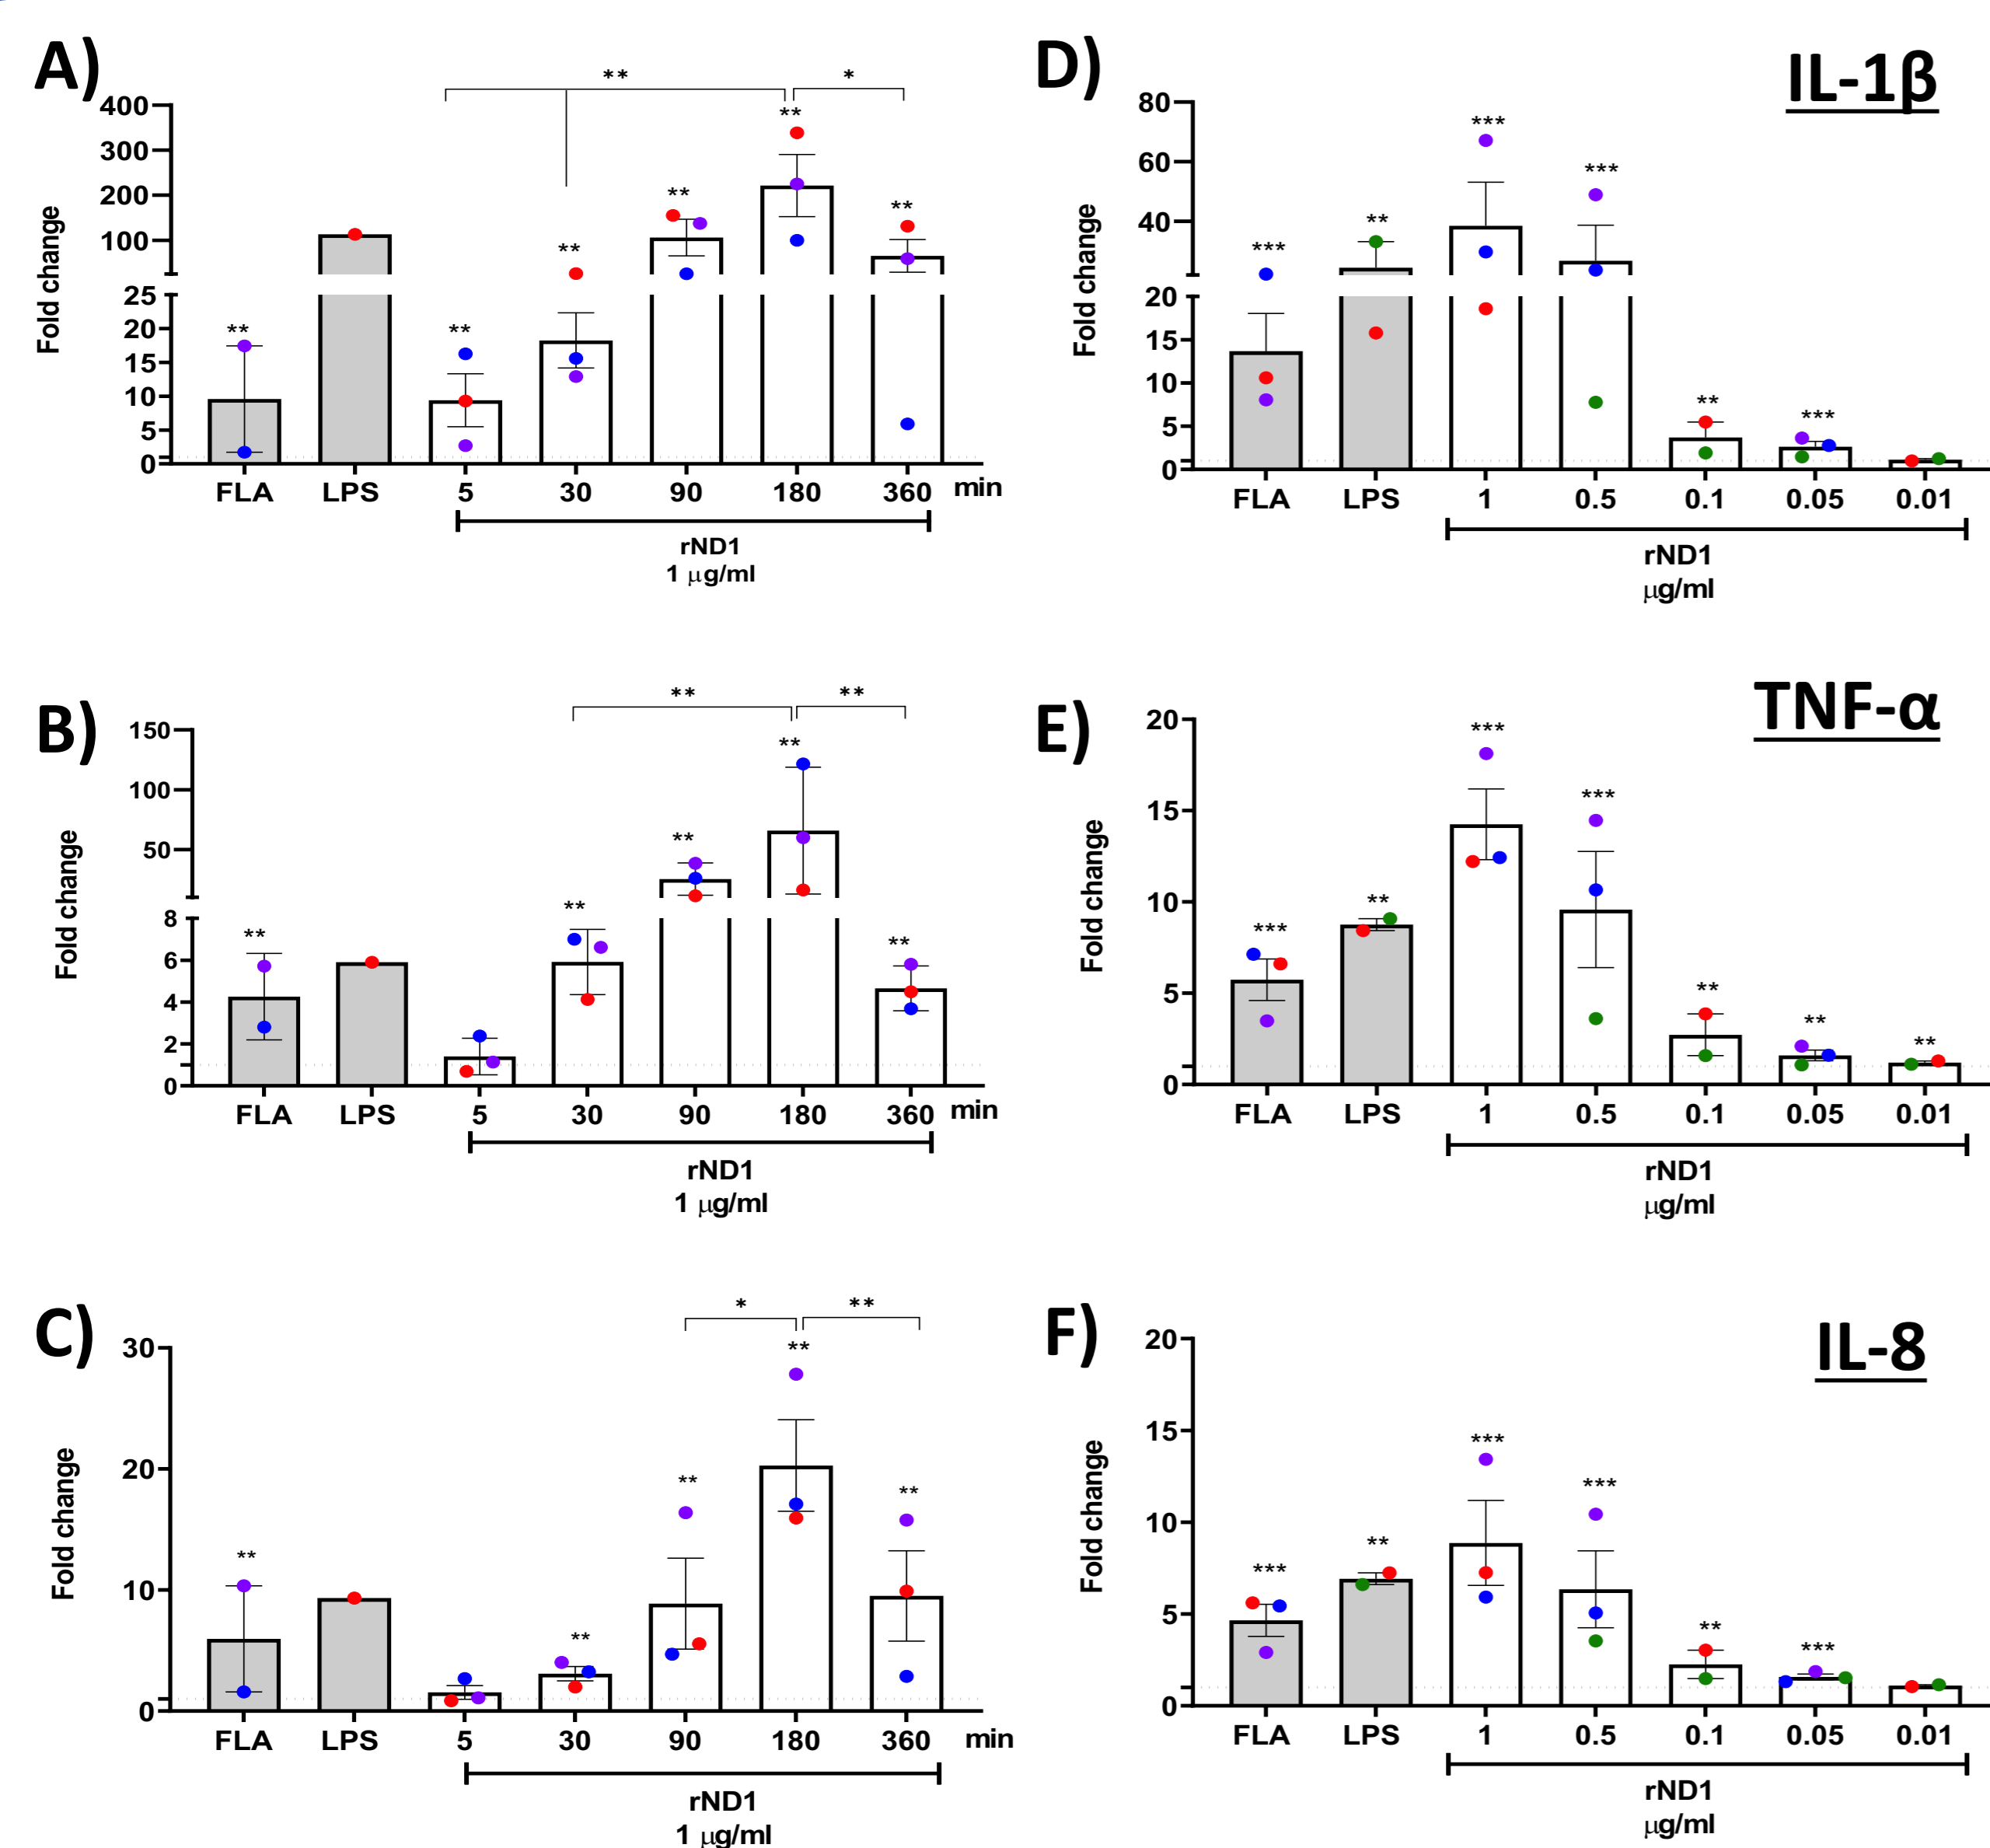 A)
** *
400
300
200
100
25
20
15
10
5
0
Fold change
** ** ** ** ** **
FLA LPS 5 30 90 180 360 min
rND1
1 μg/ml
D)
IL-1β
80
60
40
20
15
10
5
0
Fold change
*** ** *** *** ** ***
FLA LPS 1 0.5 0.1 0.05 0.01
rND1
μg/ml
B)
** **
150
100
50
8
6
4
2
0
Fold change
** ** ** ** **
FLA LPS 5 30 90 180 360 min
rND1
1 μg/ml
E)
TNF-α
20
15
10
5
0
Fold change
*** ** *** *** ** ** **
FLA LPS 1 0.5 0.1 0.05 0.01
rND1
μg/ml
C)
* **
30
20
10
0
Fold change
** ** ** ** **
FLA LPS 5 30 90 180 360 min
rND1
1 μg/ml
F)
IL-8
20
15
10
5
0
Fold change
*** ** *** *** ** ***
FLA LPS 1 0.5 0.1 0.05 0.01
rND1
μg/ml